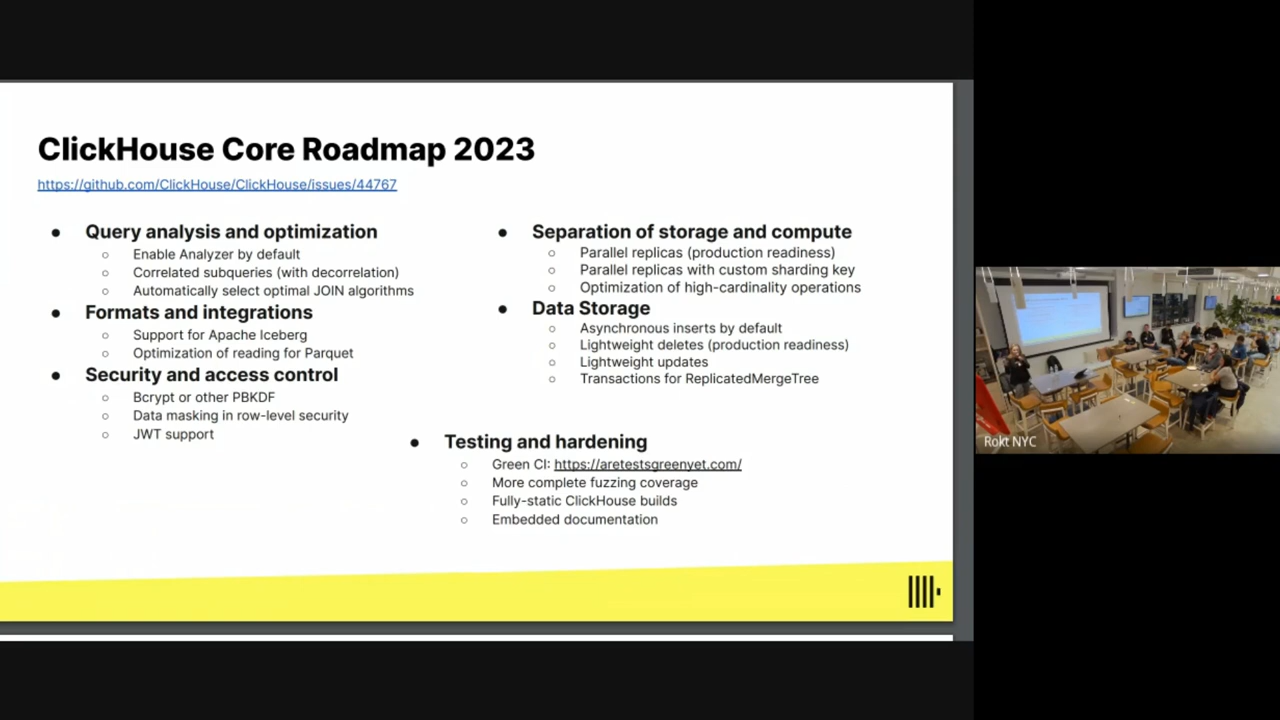 ClickHouse Core Roadmap 2023
https://github.com/ClickHouse/ClickHouse/issues/44767
● Query analysis and optimization
○ Enable Analyzer by default
○ Correlated subqueries (with decorrelation)
○ Automatically select optimal JOIN algorithms
● Formats and integrations
○ Support for Apache Iceberg
○ Optimization of reading for Parquet
● Security and access control
○ Bcrypt or other PBKDF
○ Data masking in row-level security
○ JWT support
● Separation of storage and compute
○ Parallel replicas (production readiness)
○ Parallel replicas with custom sharding key
○ Optimization of high-cardinality operations
● Data Storage
○ Asynchronous inserts by default
○ Lightweight deletes (production readiness)
○ Lightweight updates
○ Transactions for ReplicatedMergeTree
● Testing and hardening
○ Green CI: https://aretestsgreenyet.com/
○ More complete fuzzing coverage
○ Fully-static ClickHouse builds
○ Embedded documentation
Rokt NYC